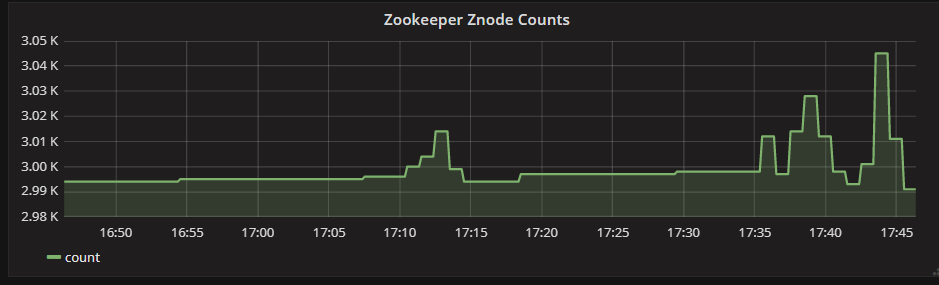 Zookeeper Znode Counts
3.05 K
3.04 K
3.03 K
3.02 K
3.01 K
3.00 K
2.99 K
2.98 K
16:50 16:55 17:00 17:05 17:10 17:15 17:20 17:25 17:30 17:35 17:40 17:45
count